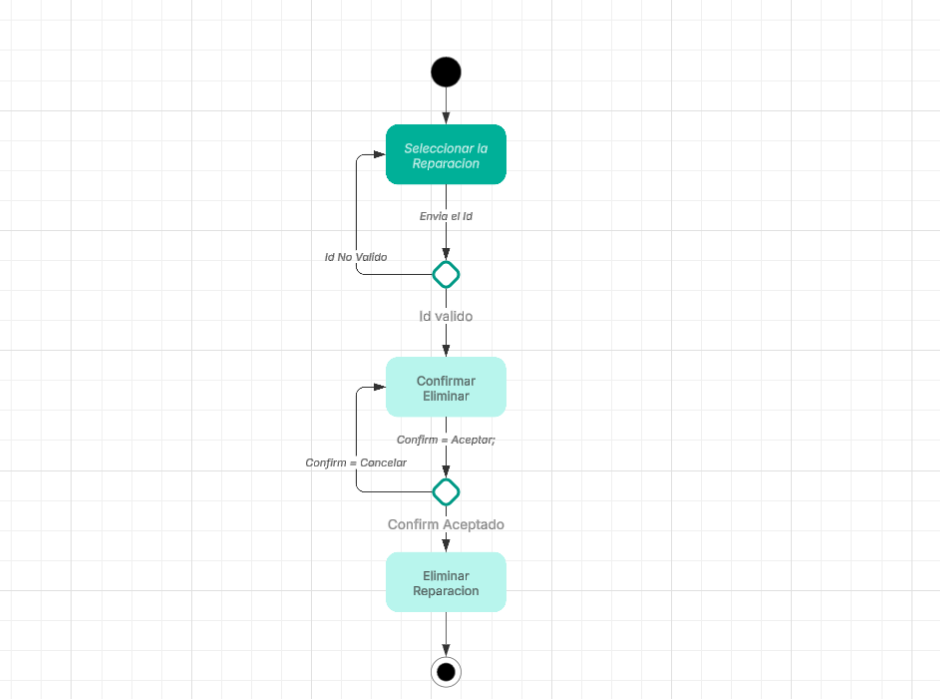 Seleccionar la
Reparacion
Envia el Id
Id No Valido
Id valido
Confirmar
Eliminar
Confirm = Aceptar;
Confirm = Cancelar
Confirm Aceptado
Eliminar
Reparacion